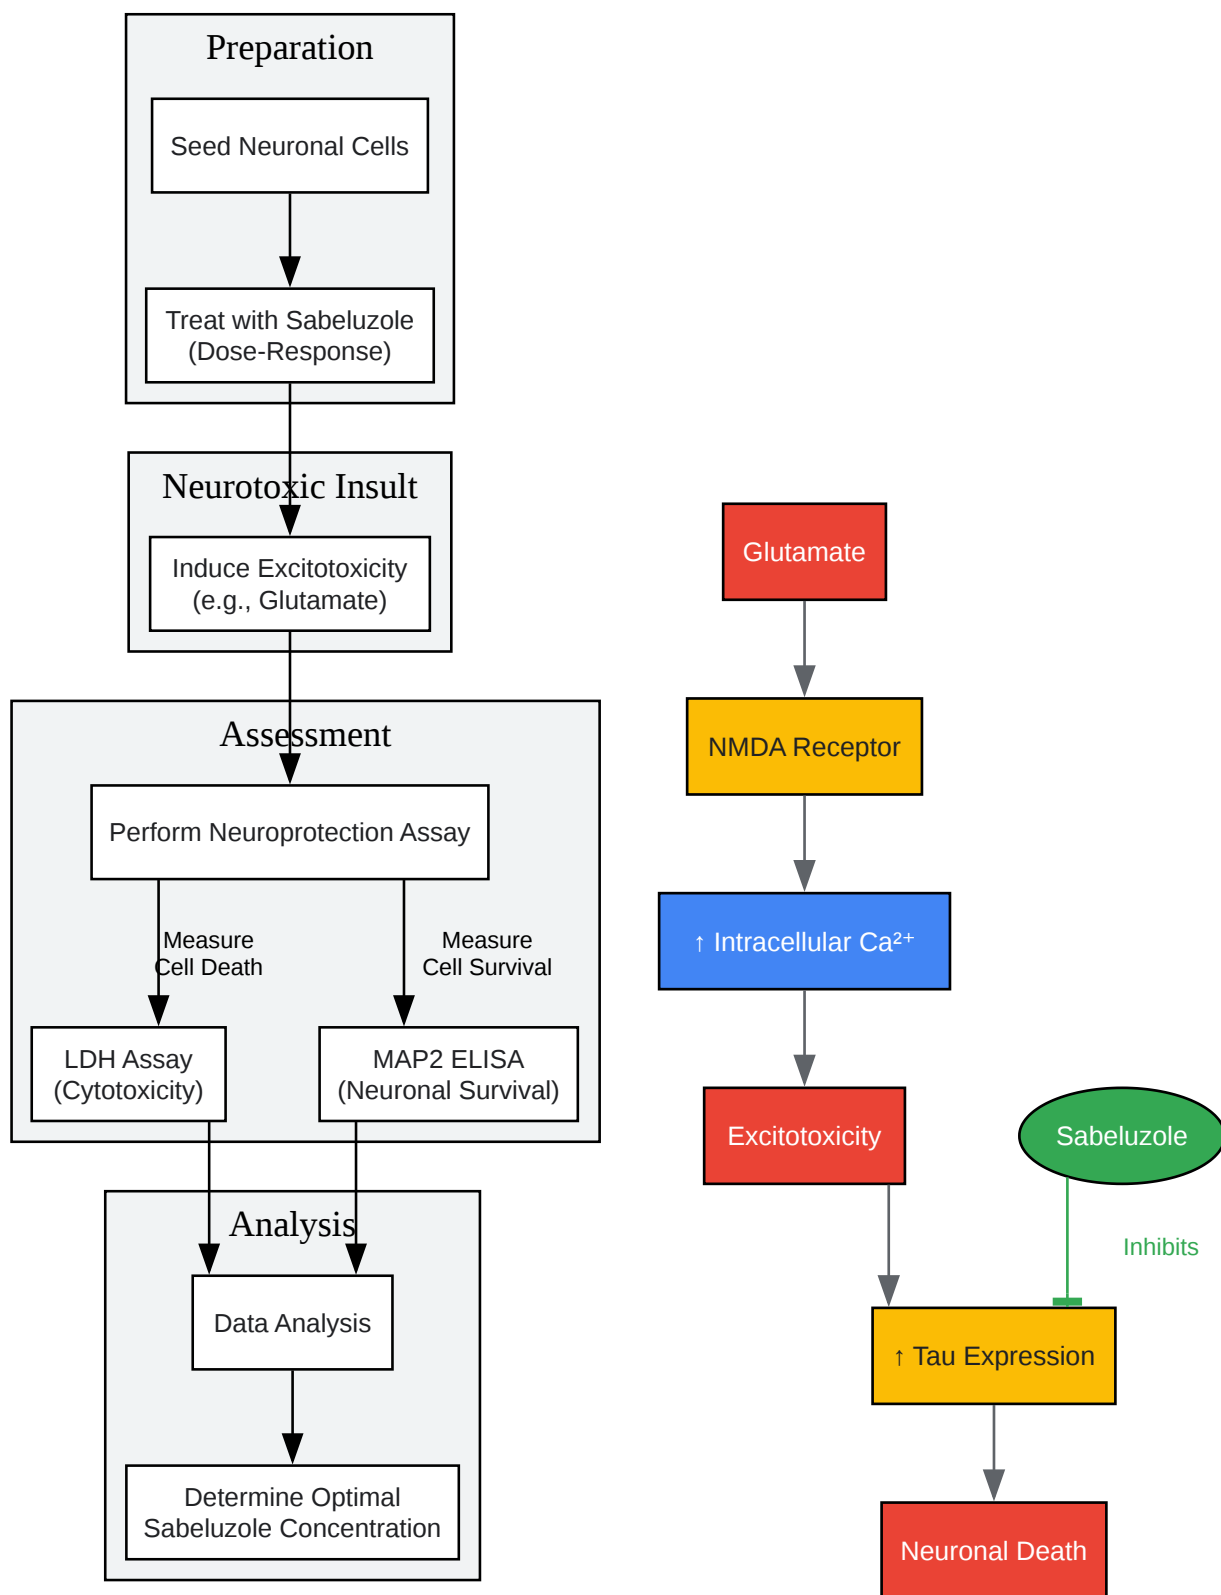 Preparation
Seed Neuronal Cells
Treat with Sabeluzole
(Dose-Response)
Neurotoxic Insult
Induce Excitotoxicity
(e.g., Glutamate)
Assessment
Perform Neuroprotection Assay
Measure
Cell Death
Measure
Cell Survival
LDH Assay
(Cytotoxicity)
MAP2 ELISA
(Neuronal Survival)
Analysis
Data Analysis
Determine Optimal
Sabeluzole Concentration
Glutamate
NMDA Receptor
↑ Intracellular Ca²⁺
Excitotoxicity
Sabeluzole
Inhibits
↑ Tau Expression
Neuronal Death